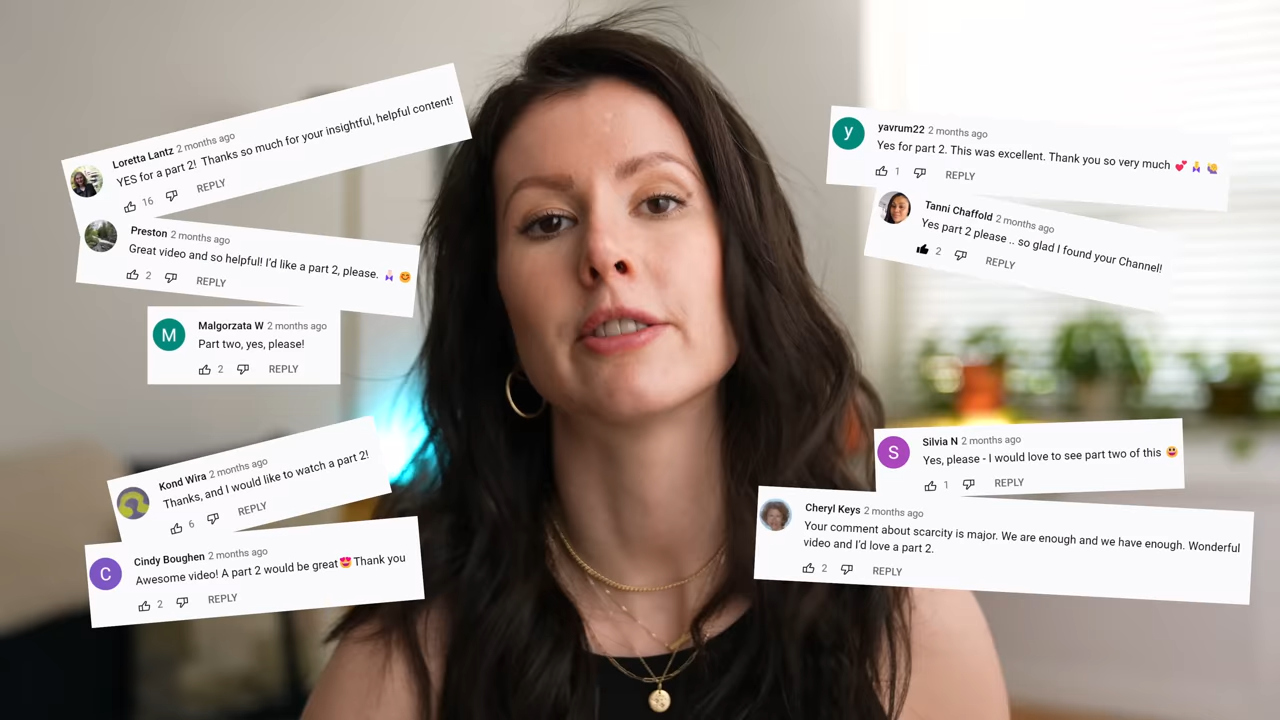 Loretta Lantz 2 months ago
YES for a part 2! Thanks so much for your insightful, helpful content!
16 REPLY
Preston 2 months ago
Great video and so helpful! I'd like a part 2, please. 🧘‍♀️ 😊
2 REPLY
M
Malgorzata W 2 months ago
Part two, yes, please!
2 REPLY
Kond Wira 2 months ago
Thanks, and I would like to watch a part 2!
6 REPLY
C
Cindy Boughen 2 months ago
Awesome video! A part 2 would be great😍Thank you
2 REPLY
y
yavrum22 2 months ago
Yes for part 2. This was excellent. Thank you so very much 💕 🧘‍♀️ 🙋
1 REPLY
Tanni Chaffold 2 months ago
Yes part 2 please .. so glad I found your Channel!
2 REPLY
S
Silvia N 2 months ago
Yes, please - I would love to see part two of this 😃
1 REPLY
Cheryl Keys 2 months ago
Your comment about scarcity is major. We are enough and we have enough. Wonderful
video and I'd love a part 2.
2 REPLY